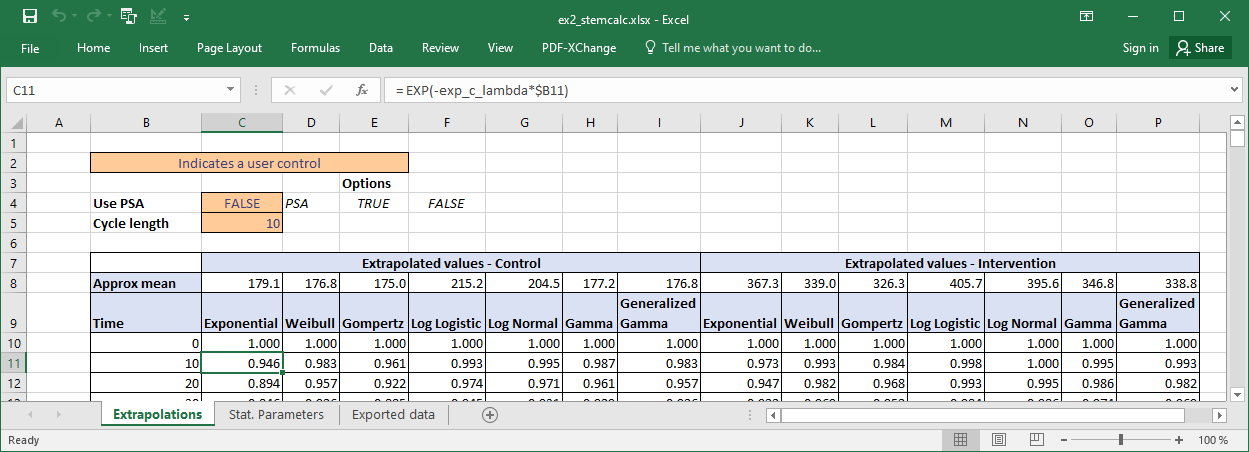 ex2_stemcalc.xlsx - Excel
File Home Insert Page Layout Formulas Data Review View PDF-XChange Tell me what you want to do... Sign in Share
C11 fx =EXP(-exp_c_lambda*$B11)
A B C D E F G H I J K L M N O P
1
2 Indicates a user control
3 Options
4 Use PSA FALSE PSA TRUE FALSE
5 Cycle length 10
6
7 Extrapolated values - Control Extrapolated values - Intervention
8 Approx mean 179.1 176.8 175.0 215.2 204.5 177.2 176.8 367.3 339.0 326.3 405.7 395.6 346.8 338.8
Generalized Generalized
9 Time Exponential Weibull Gompertz Log Logistic Log Normal Gamma Gamma Exponential Weibull Gompertz Log Logistic Log Normal Gamma Gamma
10 0 1.000 1.000 1.000 1.000 1.000 1.000 1.000 1.000 1.000 1.000 1.000 1.000 1.000 1.000
11 10 0.946 0.983 0.961 0.993 0.995 0.987 0.983 0.973 0.993 0.984 0.998 1.000 0.995 0.993
12 20 0.894 0.957 0.922 0.974 0.971 0.961 0.957 0.947 0.982 0.968 0.993 0.995 0.986 0.982
Extrapolations Stat. Parameters Exported data
Ready 100 %